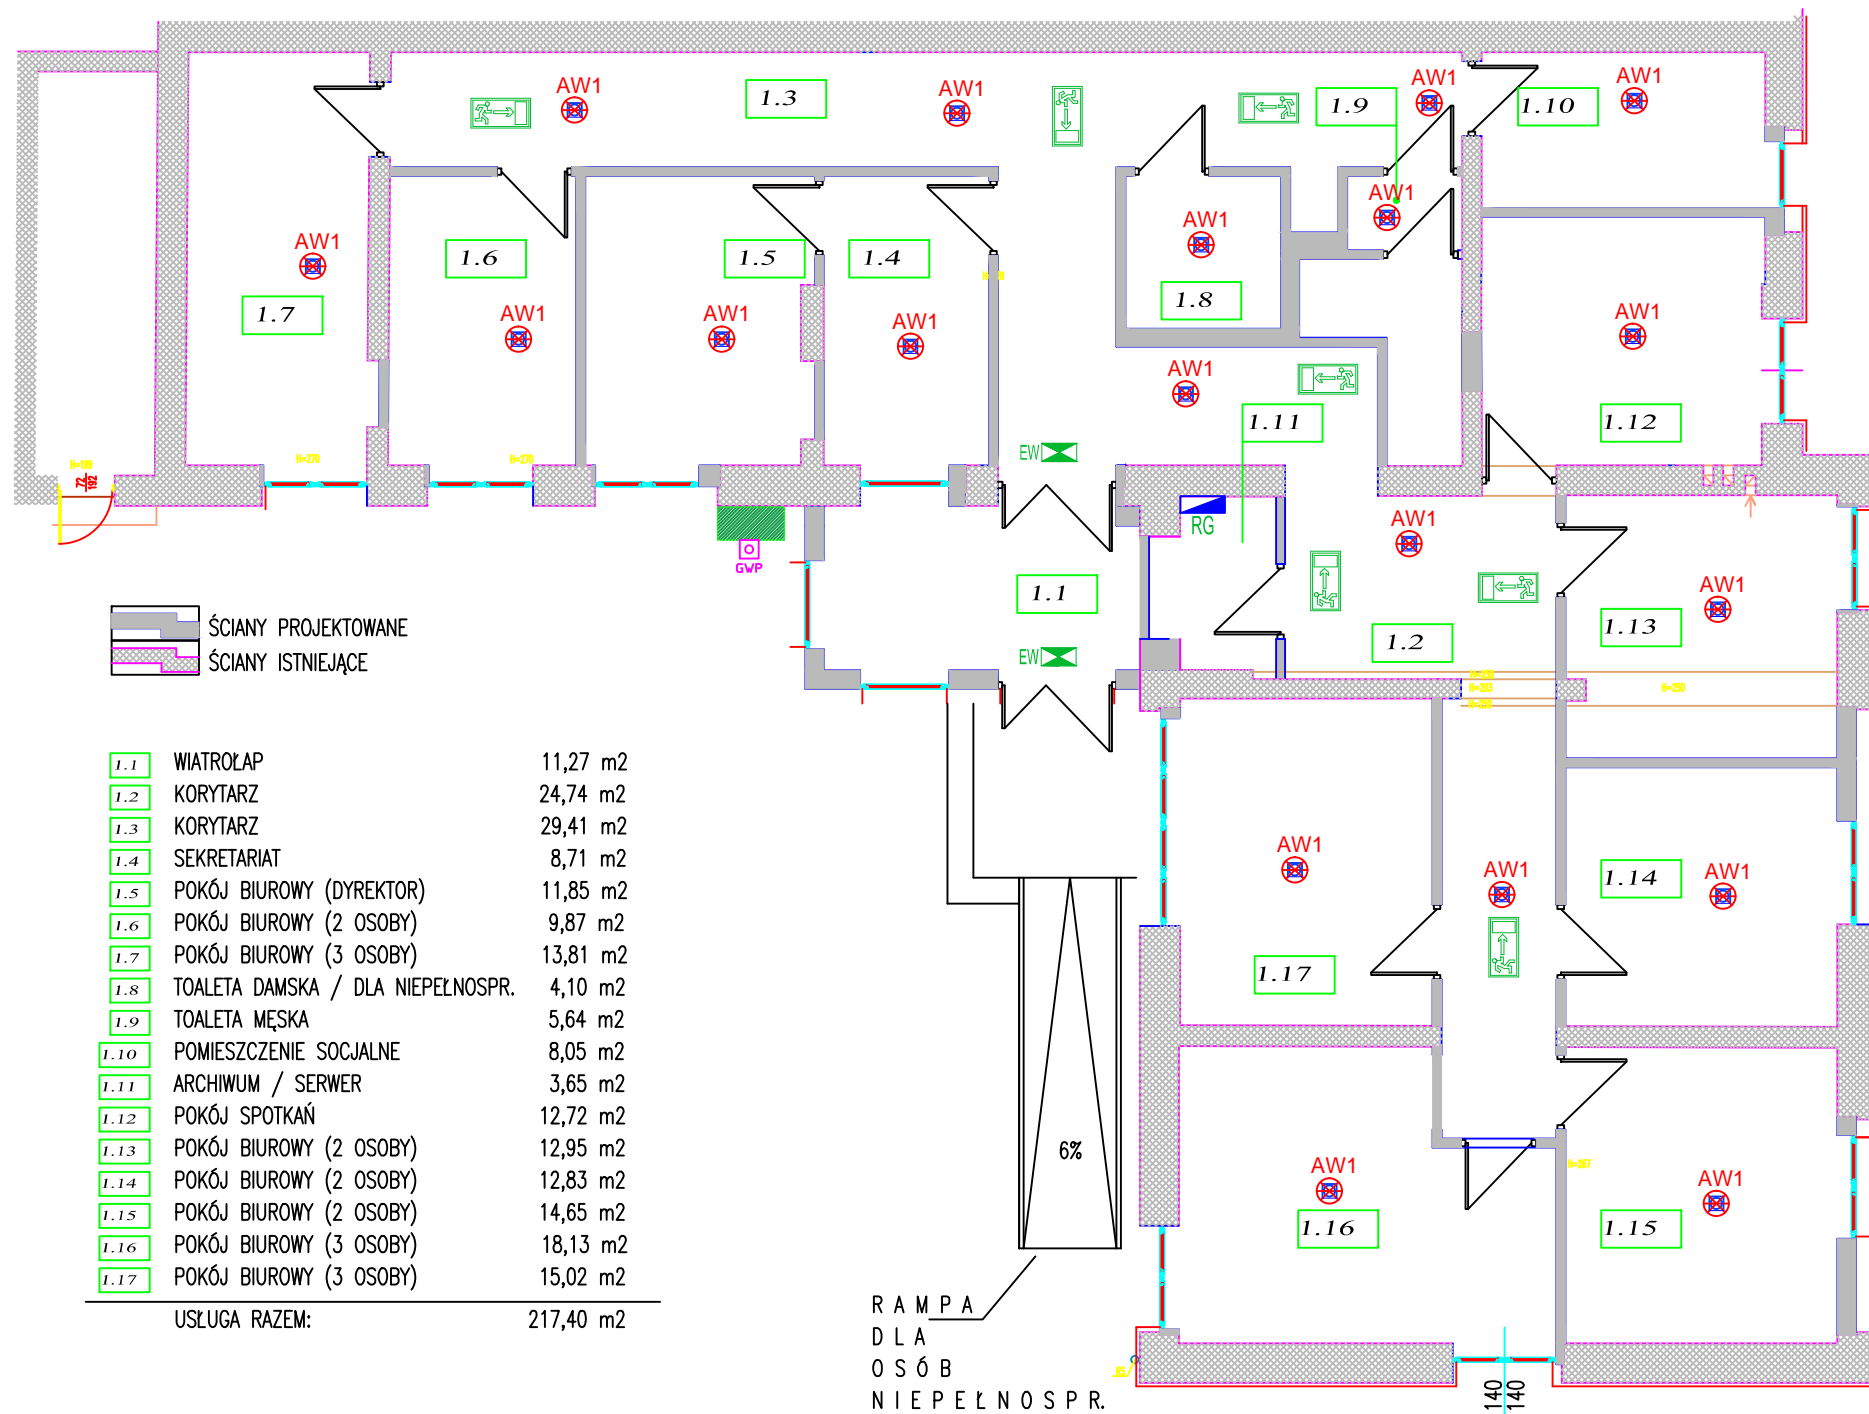 AW1
AW1
1.3
AW1
1.9
1.10
AW1
AW1
AW1
AW1
1.7
1.6
AW1
1.5
AW1
1.4
AW1
AW1
1.8
AW1
1.12
AW1
1.11
EW
H=270
H=270
72
192
RG
AW1
GWP
1.1
EW
1.2
AW1
1.13
H=250
ŚCIANY PROJEKTOWANE
ŚCIANY ISTNIEJĄCE
1.1 WIATROŁAP 11,27 m2
1.2 KORYTARZ 24,74 m2
1.3 KORYTARZ 29,41 m2
1.4 SEKRETARIAT 8,71 m2
1.5 POKÓJ BIUROWY (DYREKTOR) 11,85 m2
1.6 POKÓJ BIUROWY (2 OSOBY) 9,87 m2
1.7 POKÓJ BIUROWY (3 OSOBY) 13,81 m2
1.8 TOALETA DAMSKA / DLA NIEPEŁNOSPR. 4,10 m2
1.9 TOALETA MĘSKA 5,64 m2
1.10 POMIESZCZENIE SOCJALNE 8,05 m2
1.11 ARCHIWUM / SERWER 3,65 m2
1.12 POKÓJ SPOTKAŃ 12,72 m2
1.13 POKÓJ BIUROWY (2 OSOBY) 12,95 m2
1.14 POKÓJ BIUROWY (2 OSOBY) 12,83 m2
1.15 POKÓJ BIUROWY (2 OSOBY) 14,65 m2
1.16 POKÓJ BIUROWY (3 OSOBY) 18,13 m2
1.17 POKÓJ BIUROWY (3 OSOBY) 15,02 m2
USŁUGA RAZEM: 217,40 m2
AW1
1.17
AW1
1.14
AW1
6%
AW1
1.16
AW1
1.15
RAMPA
DLA
OSÓB
NIEPEŁNOSPR.
140
140